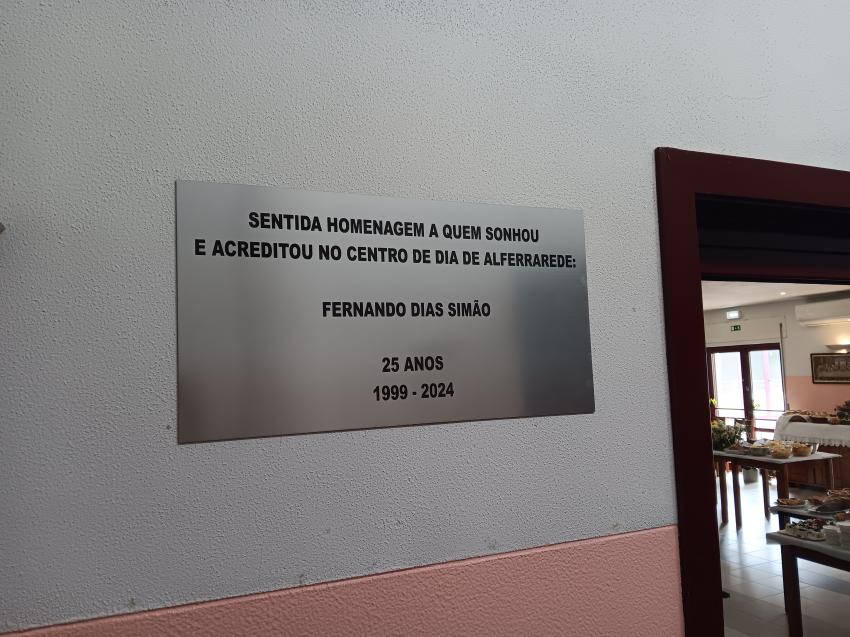 SENTIDA HOMENAGEM A QUEM SONHOU
E ACREDITOU NO CENTRO DE DIA DE ALFERRAREDE:
FERNANDO DIAS SIMÃO
25 ANOS
1999 - 2024